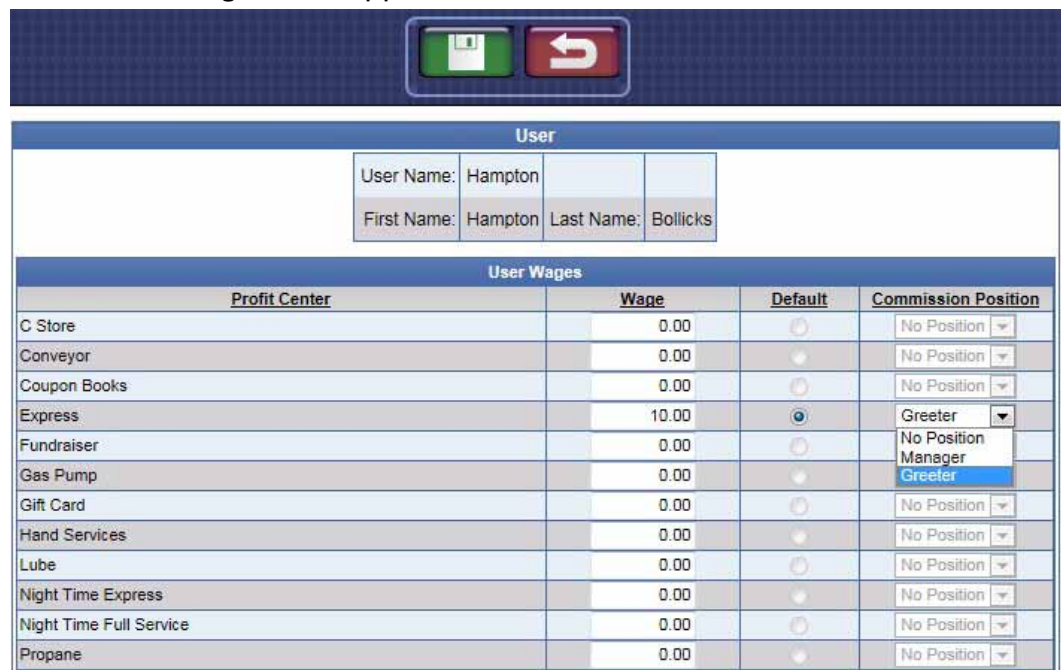 User
User Name: Hampton
First Name: Hampton Last Name: Bollicks
User Wages
Profit Center Wage Default Commission Position
C Store 0.00 No Position
Conveyor 0.00 No Position
Coupon Books 0.00 No Position
Express 10.00 Greeter
Fundraiser 0.00 No Position
Manager
Gas Pump 0.00 Greeter
Gift Card 0.00 No Position
Hand Services 0.00 No Position
Lube 0.00 No Position
Night Time Express 0.00 No Position
Night Time Full Service 0.00 No Position
Propane 0.00 No Position